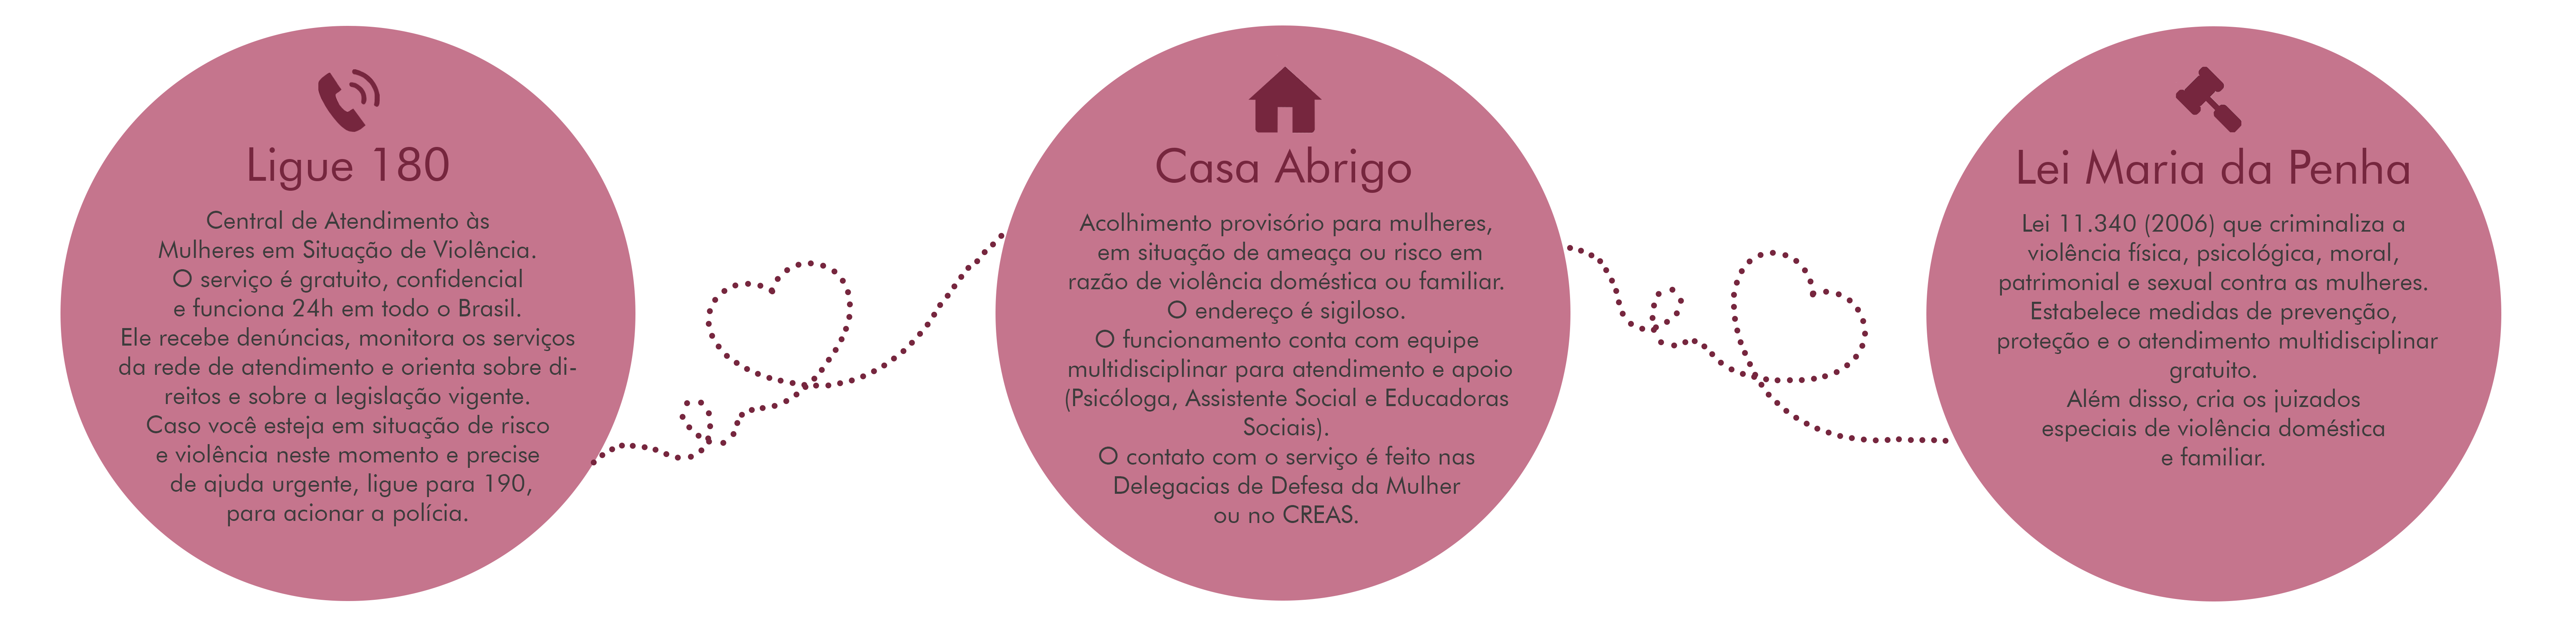 Ligue 180
Central de Atendimento às
Mulheres em Situação de Violência.
O serviço é gratuito, confidencial
e funciona 24h em todo o Brasil.
Ele recebe denúncias, monitora os serviços
da rede de atendimento e orienta sobre di-
reitos e sobre a legislação vigente.
Caso você esteja em situação de risco
e violência neste momento e precise
de ajuda urgente, ligue para 190,
para acionar a polícia.
Casa Abrigo
Acolhimento provisório para mulheres,
em situação de ameaça ou risco em
razão de violência doméstica ou familiar.
O endereço é sigiloso.
O funcionamento conta com equipe
multidisciplinar para atendimento e apoio
(Psicóloga, Assistente Social e Educadoras
Sociais).
O contato com o serviço é feito nas
Delegacias de Defesa da Mulher
ou no CREAS.
Lei Maria da Penha
Lei 11.340 (2006) que criminaliza a
violência física, psicológica, moral,
patrimonial e sexual contra as mulheres.
Estabelece medidas de prevenção,
proteção e o atendimento multidisciplinar
gratuito.
Além disso, cria os juizados
especiais de violência doméstica
e familiar.